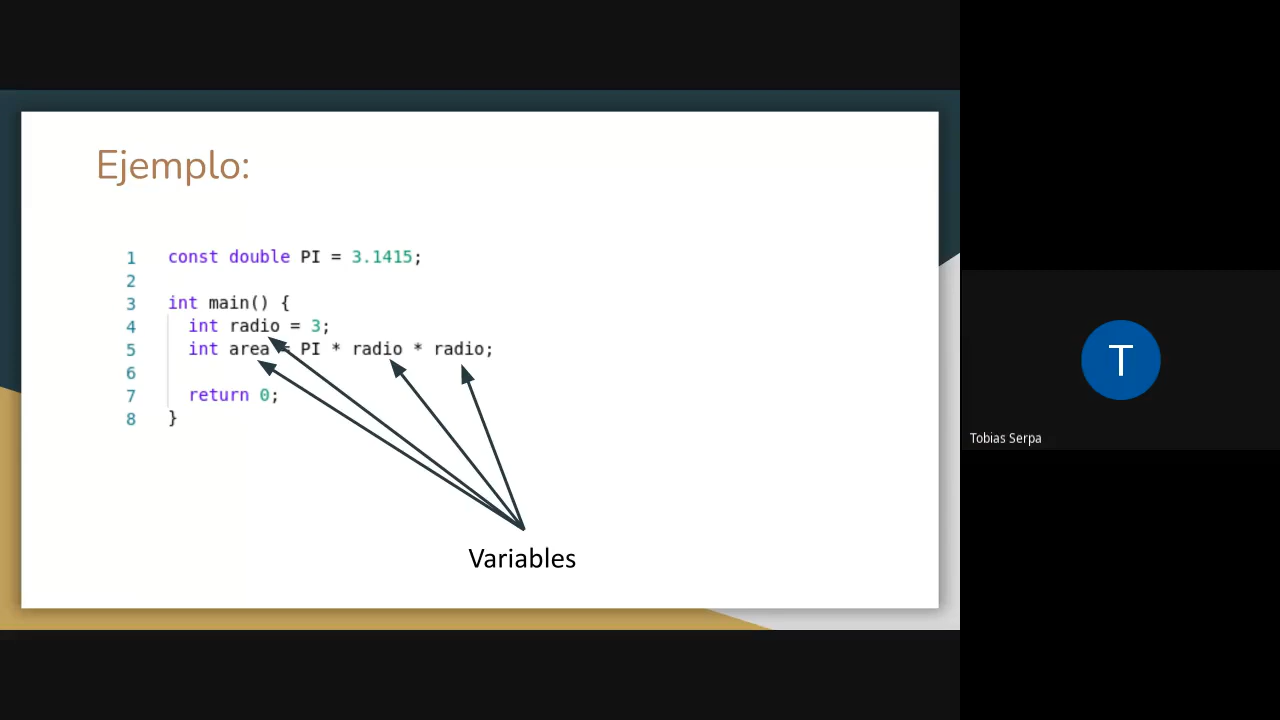 Ejemplo:
1 const double PI = 3.1415;
2
3 int main() {
4 int radio = 3;
5 int area = PI * radio * radio;
6
7 return 0;
8 }
Variables
T
Tobias Serpa